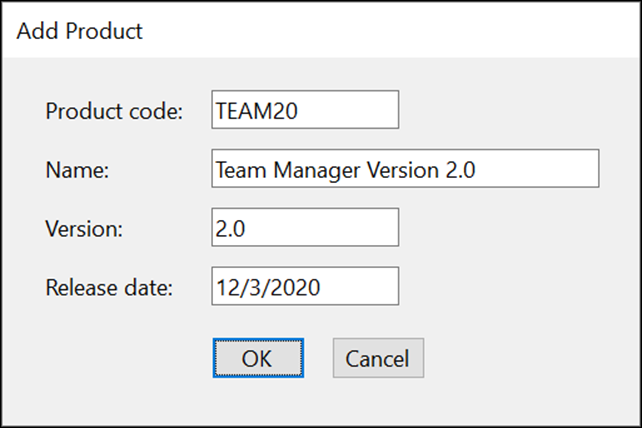 Add Product
Product code: TEAM20
Name: Team Manager Version 2.0
Version: 2.0
Release date: 12/3/2020
OK Cancel